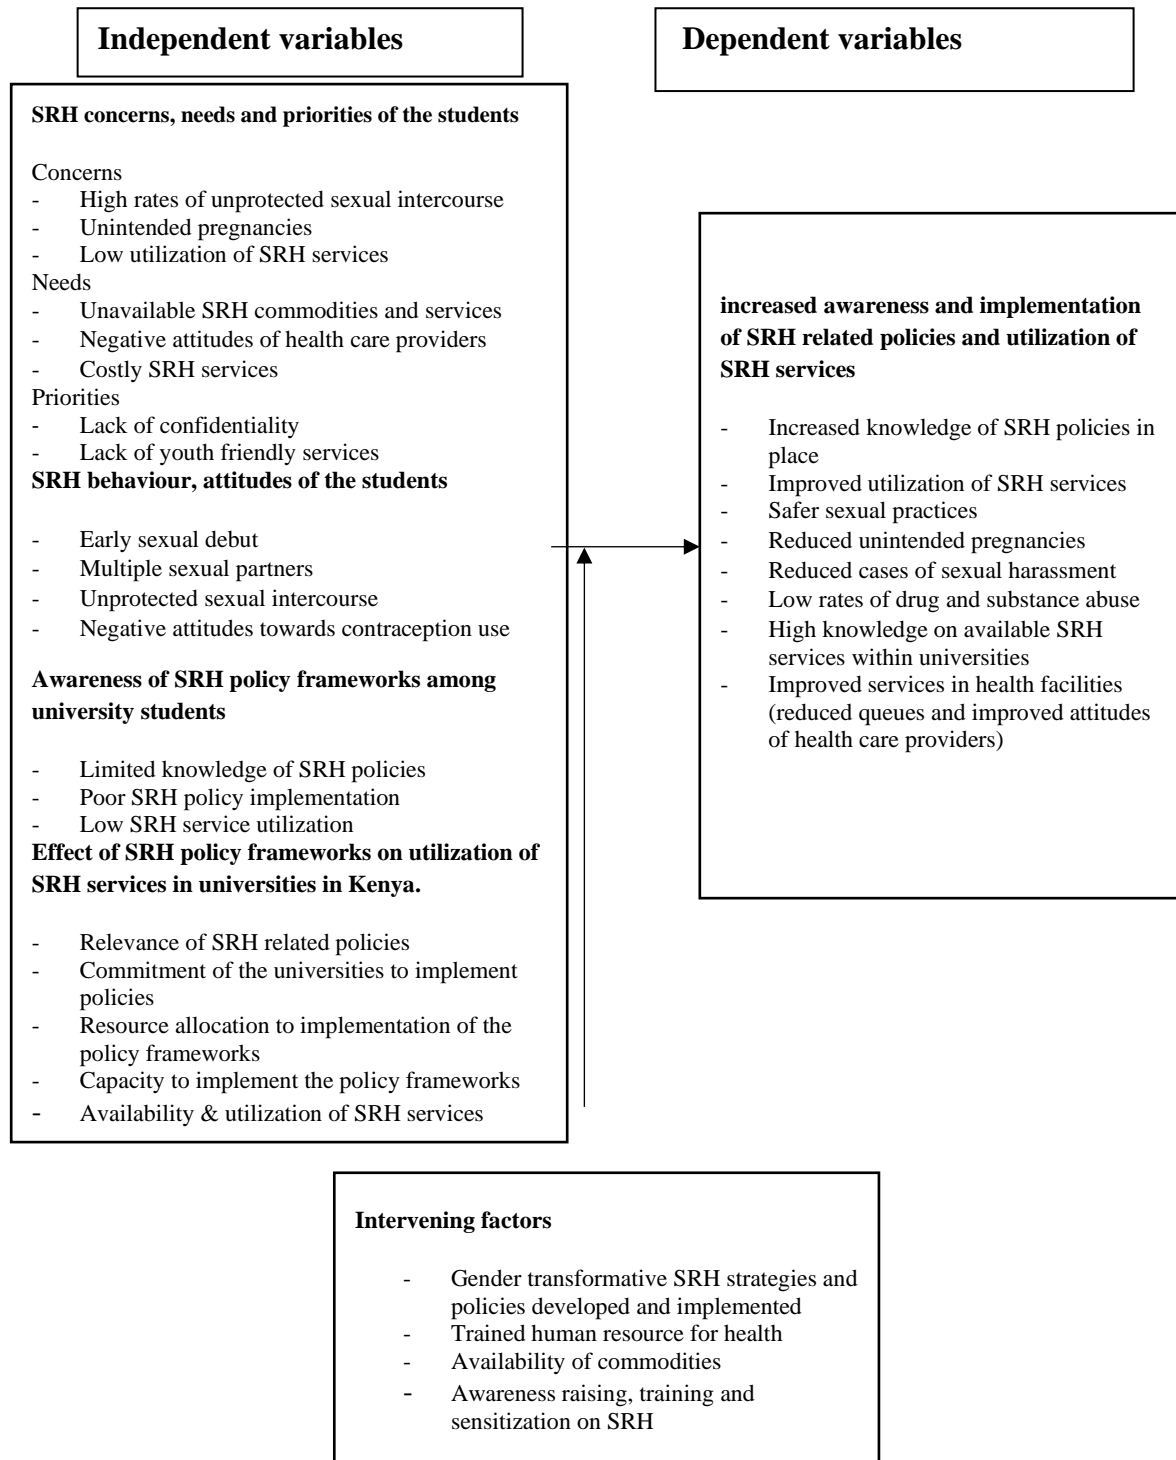 Independent variables
Dependent variables
SRH concerns, needs and priorities of the students
Concerns
- High rates of unprotected sexual intercourse
- Unintended pregnancies
- Low utilization of SRH services
Needs
- Unavailable SRH commodities and services
- Negative attitudes of health care providers
- Costly SRH services
Priorities
- Lack of confidentiality
- Lack of youth friendly services
SRH behaviour, attitudes of the students
- Early sexual debut
- Multiple sexual partners
- Unprotected sexual intercourse
- Negative attitudes towards contraception use
Awareness of SRH policy frameworks among
university students
- Limited knowledge of SRH policies
- Poor SRH policy implementation
- Low SRH service utilization
Effect of SRH policy frameworks on utilization of
SRH services in universities in Kenya.
- Relevance of SRH related policies
- Commitment of the universities to implement
policies
- Resource allocation to implementation of the
policy frameworks
- Capacity to implement the policy frameworks
- Availability & utilization of SRH services
increased awareness and implementation
of SRH related policies and utilization of
SRH services
- Increased knowledge of SRH policies in
place
- Improved utilization of SRH services
- Safer sexual practices
- Reduced unintended pregnancies
- Reduced cases of sexual harassment
- Low rates of drug and substance abuse
- High knowledge on available SRH
services within universities
- Improved services in health facilities
(reduced queues and improved attitudes
of health care providers)
Intervening factors
- Gender transformative SRH strategies and
policies developed and implemented
- Trained human resource for health
- Availability of commodities
- Awareness raising, training and
sensitization on SRH